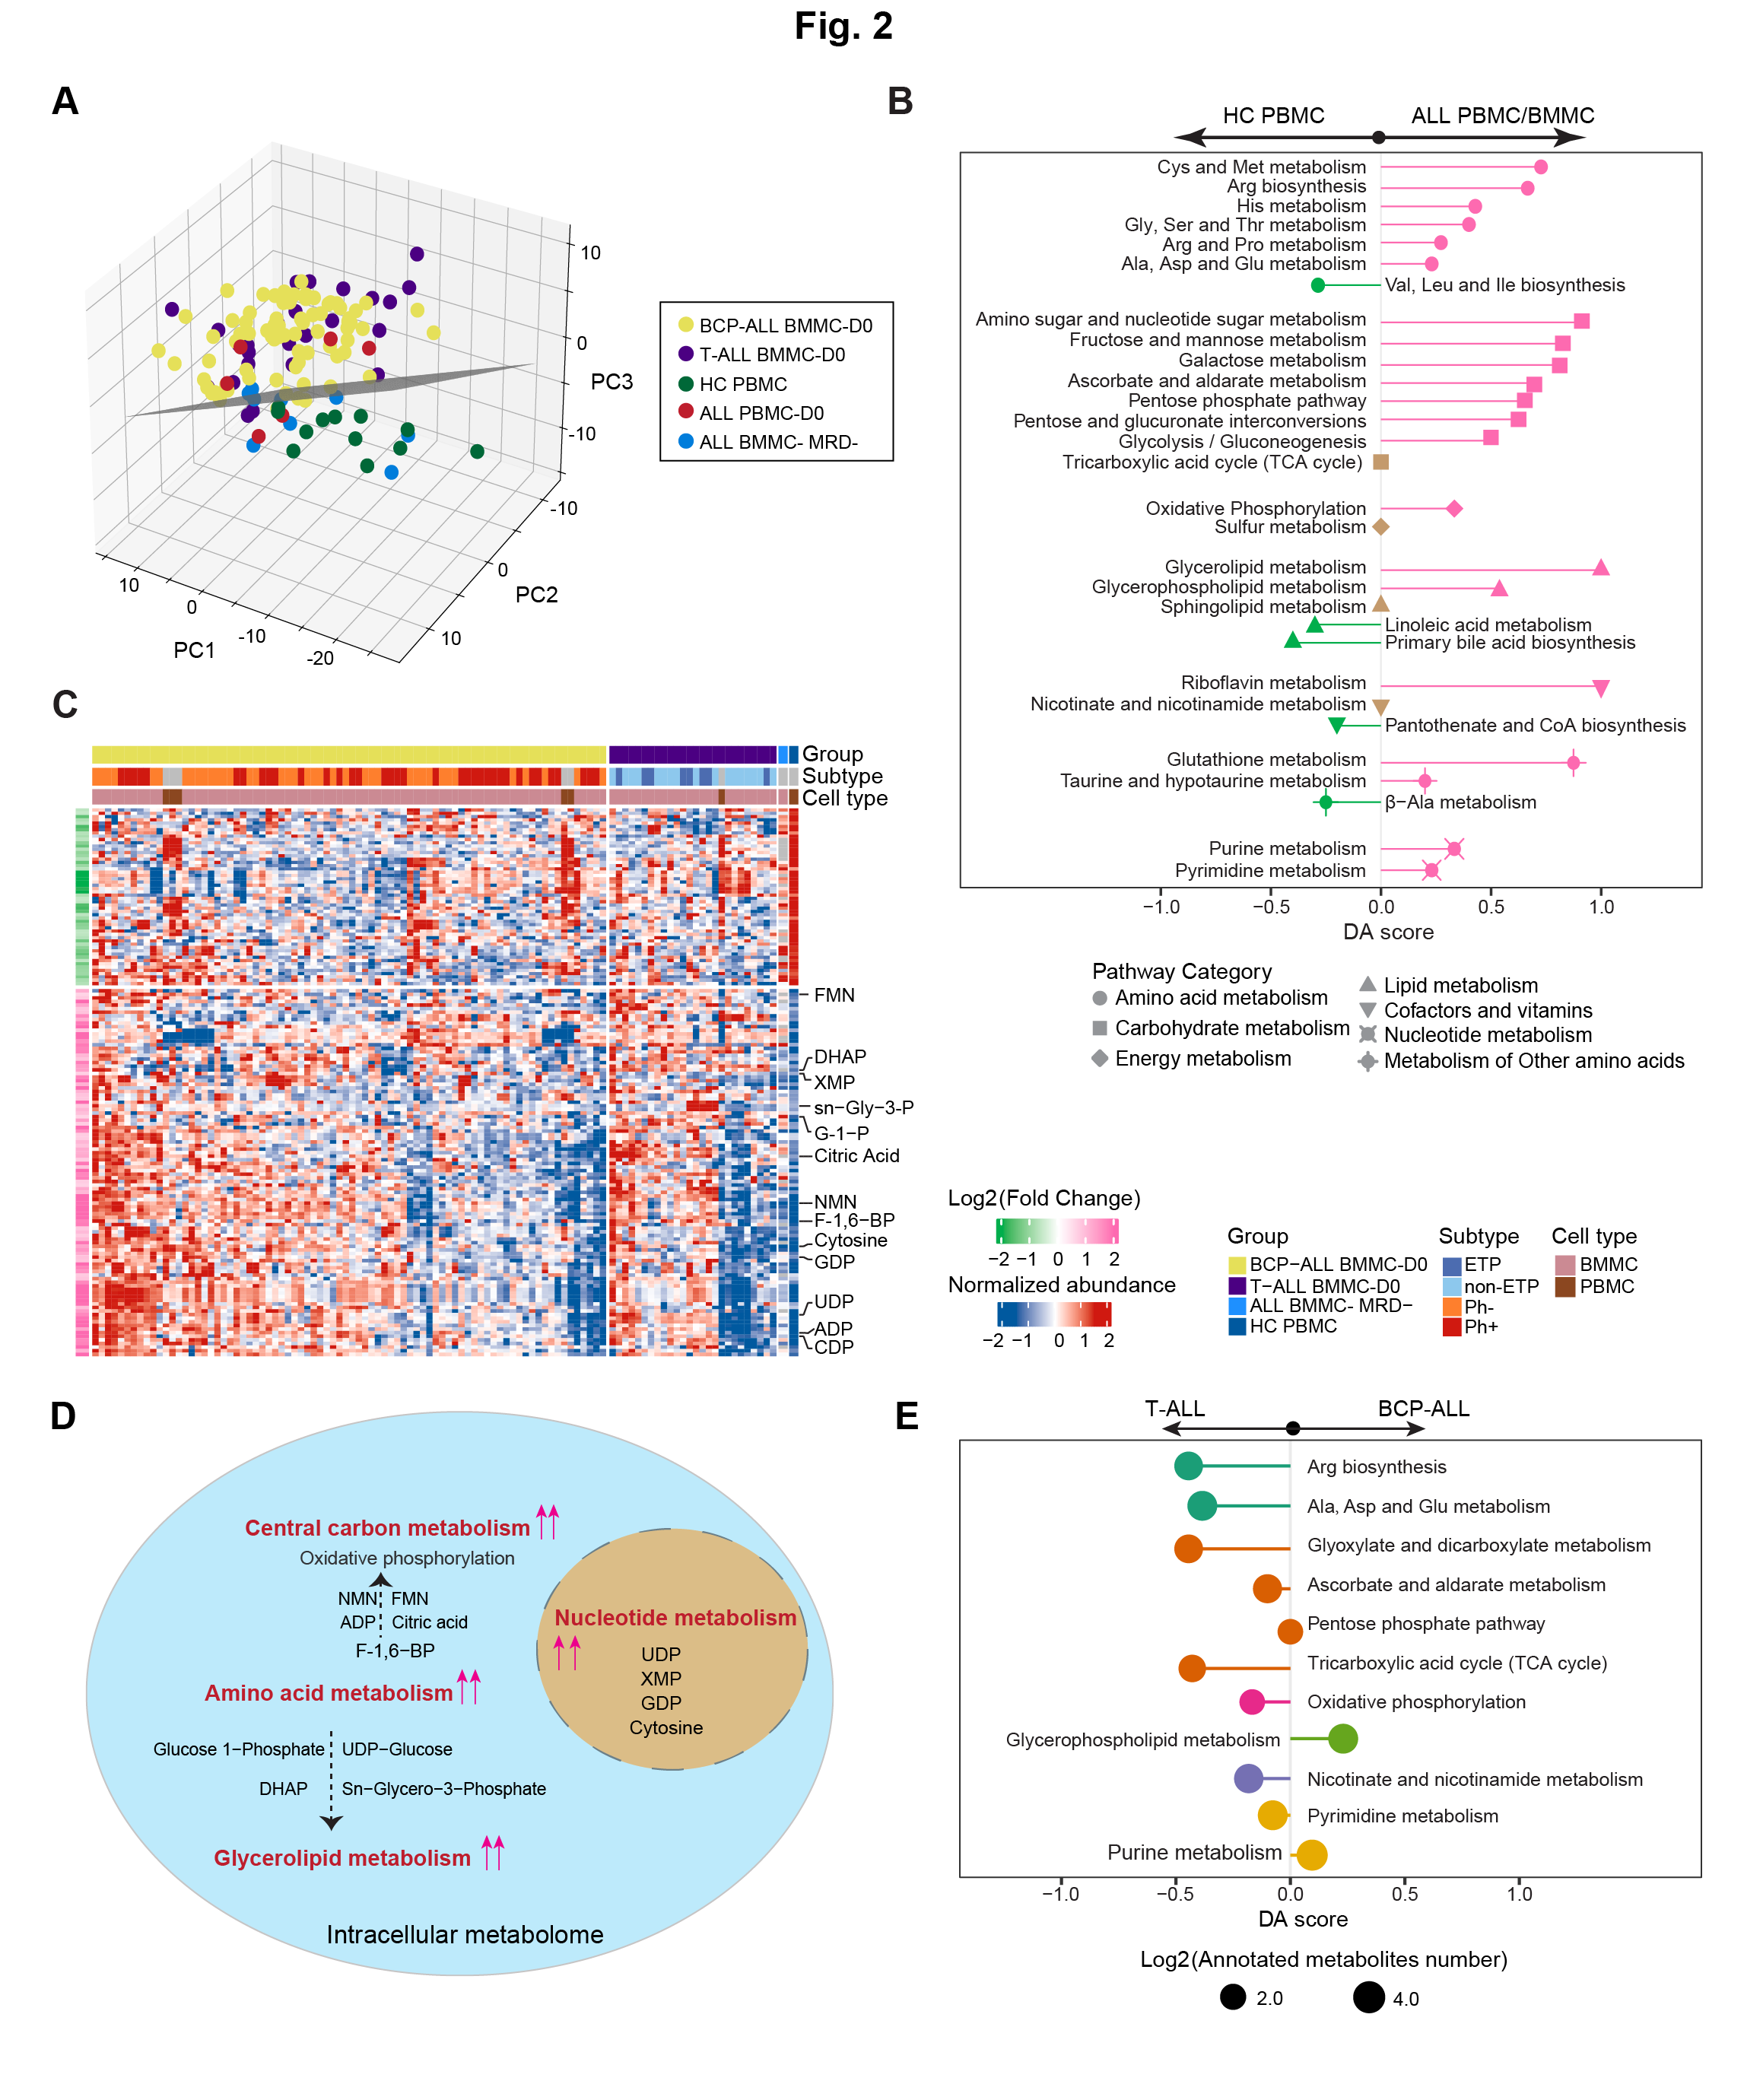 Fig. 2
A
10
0
-10
PC3
-10
0
10
PC2
10
0
-10
-20
PC1
BCP-ALL BMMC-D0
T-ALL BMMC-D0
HC PBMC
ALL PBMC-D0
ALL BMMC- MRD-
B
HC PBMC
ALL PBMC/BMMC
Cys and Met metabolism
Arg biosynthesis
His metabolism
Gly, Ser and Thr metabolism
Arg and Pro metabolism
Ala, Asp and Glu metabolism
Val, Leu and Ile biosynthesis
Amino sugar and nucleotide sugar metabolism
Fructose and mannose metabolism
Galactose metabolism
Ascorbate and aldarate metabolism
Pentose phosphate pathway
Pentose and glucuronate interconversions
Glycolysis / Gluconeogenesis
Tricarboxylic acid cycle (TCA cycle)
Oxidative Phosphorylation
Sulfur metabolism
Glycerolipid metabolism
Glycerophospholipid metabolism
Sphingolipid metabolism
Linoleic acid metabolism
Primary bile acid biosynthesis
Riboflavin metabolism
Nicotinate and nicotinamide metabolism
Pantothenate and CoA biosynthesis
Glutathione metabolism
Taurine and hypotaurine metabolism
β−Ala metabolism
Purine metabolism
Pyrimidine metabolism
−1.0 −0.5 0.0 0.5 1.0
DA score
Pathway Category
Amino acid metabolism
Carbohydrate metabolism
Energy metabolism
Lipid metabolism
Cofactors and vitamins
Nucleotide metabolism
Metabolism of Other amino acids
C
Group
Subtype
Cell type
FMN
DHAP
XMP
sn−Gly−3-P
G-1−P
Citric Acid
NMN
F-1,6−BP
Cytosine
GDP
UDP
ADP
CDP
Log2(Fold Change)
−2 −1 0 1 2
Normalized abundance
−2 −1 0 1 2
Group
BCP−ALL BMMC-D0
T−ALL BMMC-D0
ALL BMMC- MRD−
HC PBMC
Subtype
ETP
non-ETP
Ph-
Ph+
Cell type
BMMC
PBMC
D
Central carbon metabolism
Oxidative phosphorylation
NMN FMN
ADP Citric acid
F-1,6−BP
Amino acid metabolism
Glucose 1−Phosphate UDP−Glucose
DHAP Sn−Glycero−3−Phosphate
Glycerolipid metabolism
Nucleotide metabolism
UDP
XMP
GDP
Cytosine
Intracellular metabolome
E
T-ALL
BCP-ALL
Arg biosynthesis
Ala, Asp and Glu metabolism
Glyoxylate and dicarboxylate metabolism
Ascorbate and aldarate metabolism
Pentose phosphate pathway
Tricarboxylic acid cycle (TCA cycle)
Oxidative phosphorylation
Glycerophospholipid metabolism
Nicotinate and nicotinamide metabolism
Pyrimidine metabolism
Purine metabolism
−1.0 −0.5 0.0 0.5 1.0
DA score
Log2(Annotated metabolites number)
2.0 4.0